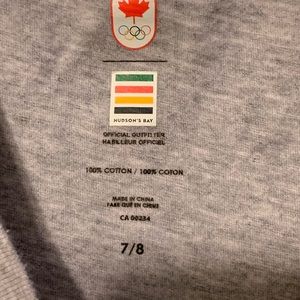 HUDSON'S BAY
OFFICIAL OUTFITTER
HABILLEUR OFFICIEL
100% COTTON / 100% COTON
MADE IN CHINA
FABRIQUÉ EN CHINE
CA 00234
7/8